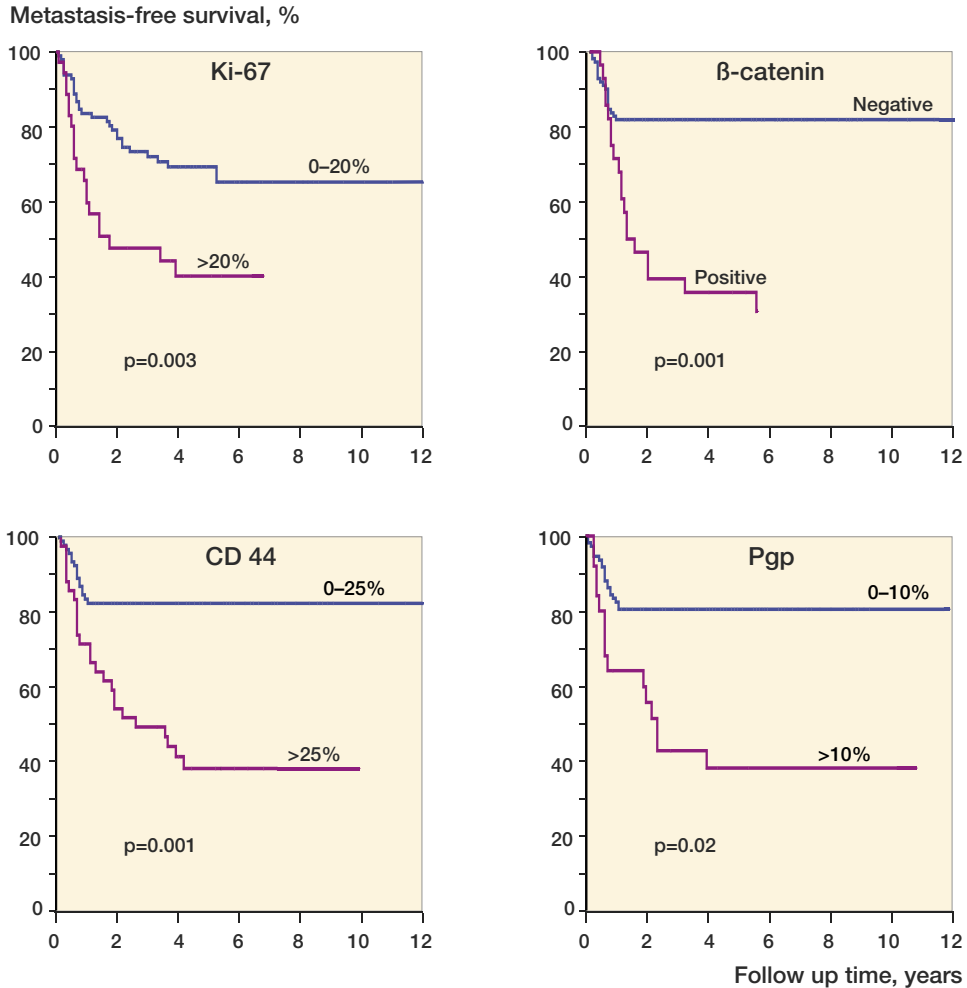 Metastasis-free survival, %
Ki-67
100
80
60
40
20
0
0–20%
>20%
p=0.003
0 2 4 6 8 10 12
ß-catenin
100
80
60
40
20
0
Negative
Positive
p=0.001
0 2 4 6 8 10 12
CD 44
100
80
60
40
20
0
0–25%
>25%
p=0.001
0 2 4 6 8 10 12
Pgp
100
80
60
40
20
0
0–10%
>10%
p=0.02
0 2 4 6 8 10 12
Follow up time, years